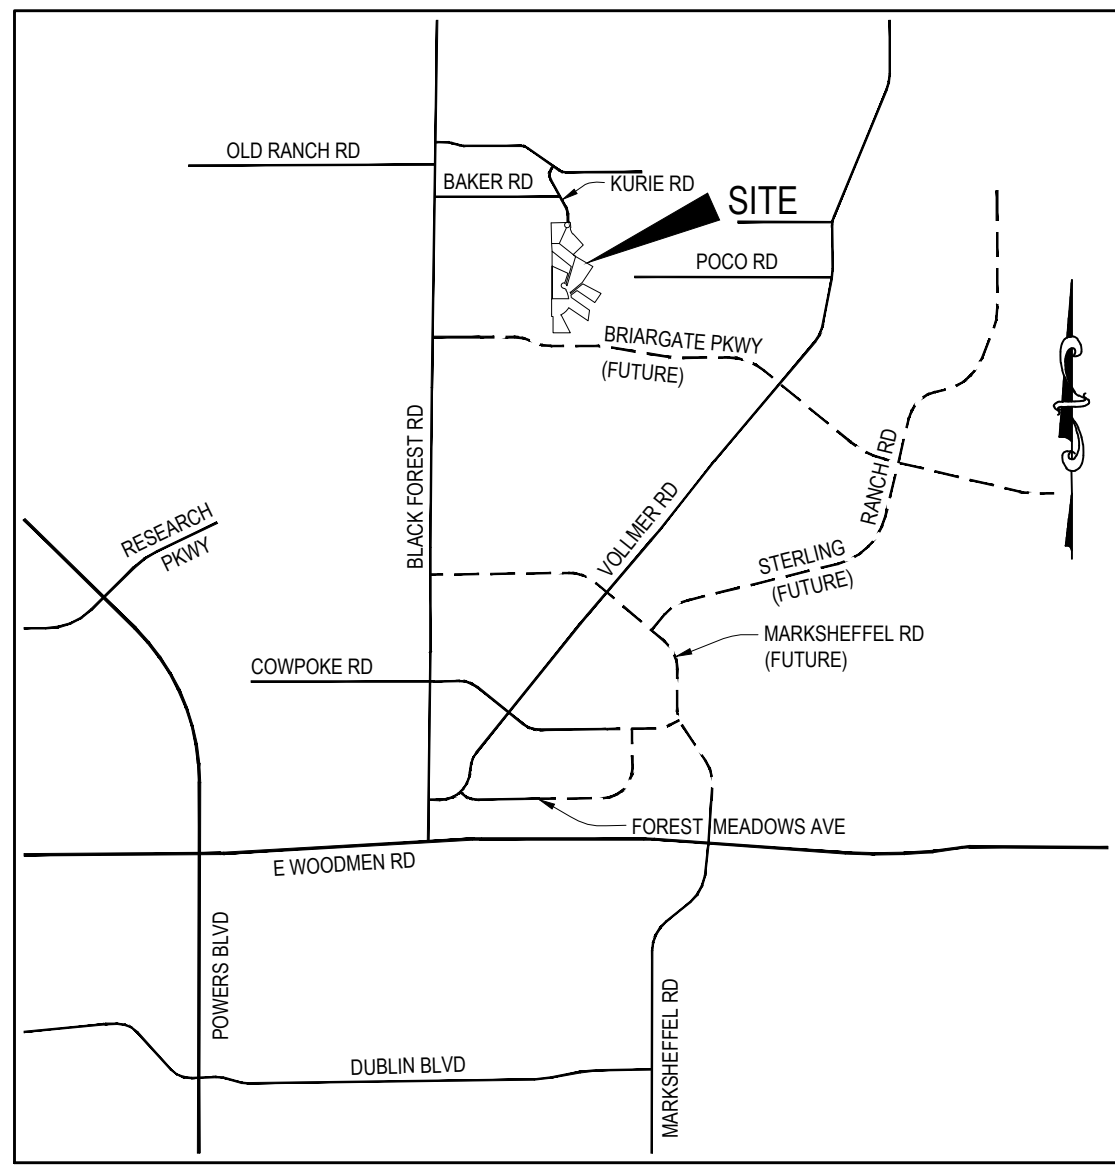 OLD RANCH RD
BAKER RD
KURIE RD
SITE
POCO RD
BRIARGATE PKWY
(FUTURE)
BLACK FOREST RD
RANCH RD
VOLLMER RD
RESEARCH
PKWY
STERLING
(FUTURE)
MARKSHEFFEL RD
(FUTURE)
COWPOKE RD
FOREST MEADOWS AVE
E WOODMEN RD
POWERS BLVD
MARKSHEFFEL RD
DUBLIN BLVD